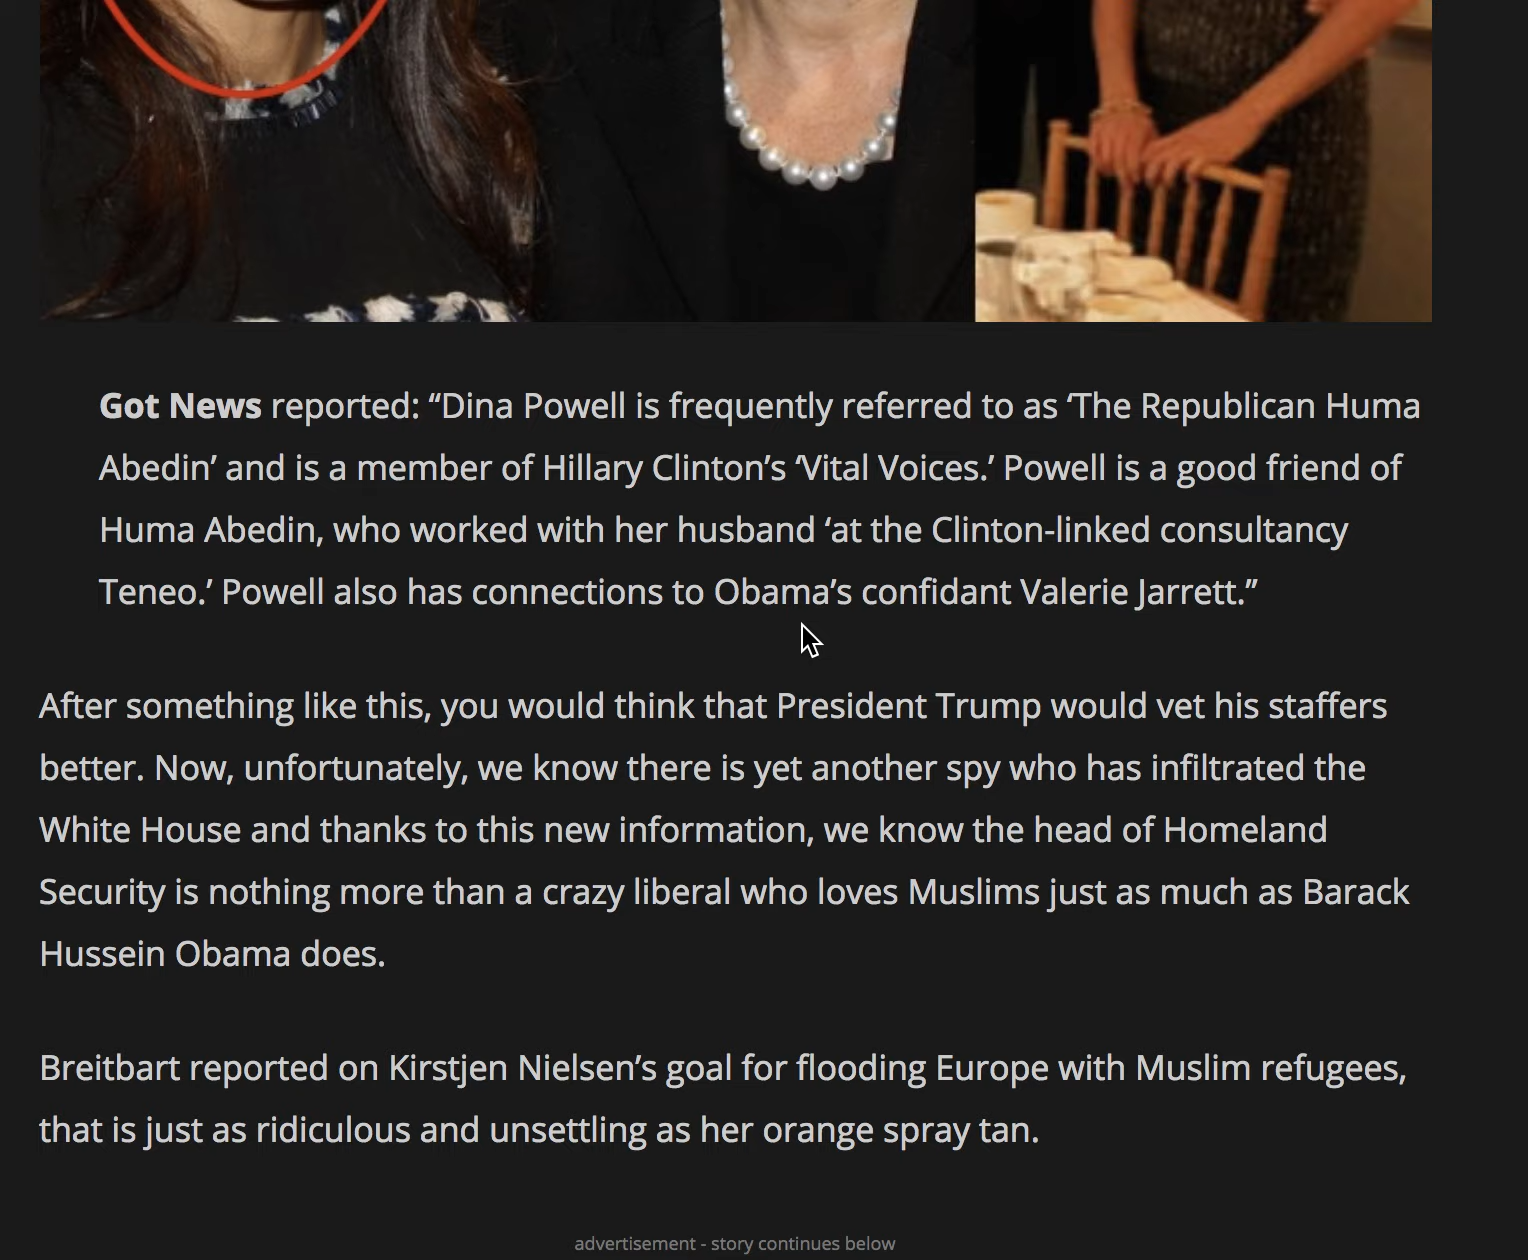 Got News reported: “Dina Powell is frequently referred to as ‘The Republican Huma
Abedin’ and is a member of Hillary Clinton’s ‘Vital Voices.’ Powell is a good friend of
Huma Abedin, who worked with her husband ‘at the Clinton-linked consultancy
Teneo.’ Powell also has connections to Obama’s confidant Valerie Jarrett.”
After something like this, you would think that President Trump would vet his staffers
better. Now, unfortunately, we know there is yet another spy who has infiltrated the
White House and thanks to this new information, we know the head of Homeland
Security is nothing more than a crazy liberal who loves Muslims just as much as Barack
Hussein Obama does.
Breitbart reported on Kirstjen Nielsen’s goal for flooding Europe with Muslim refugees,
that is just as ridiculous and unsettling as her orange spray tan.
advertisement - story continues below